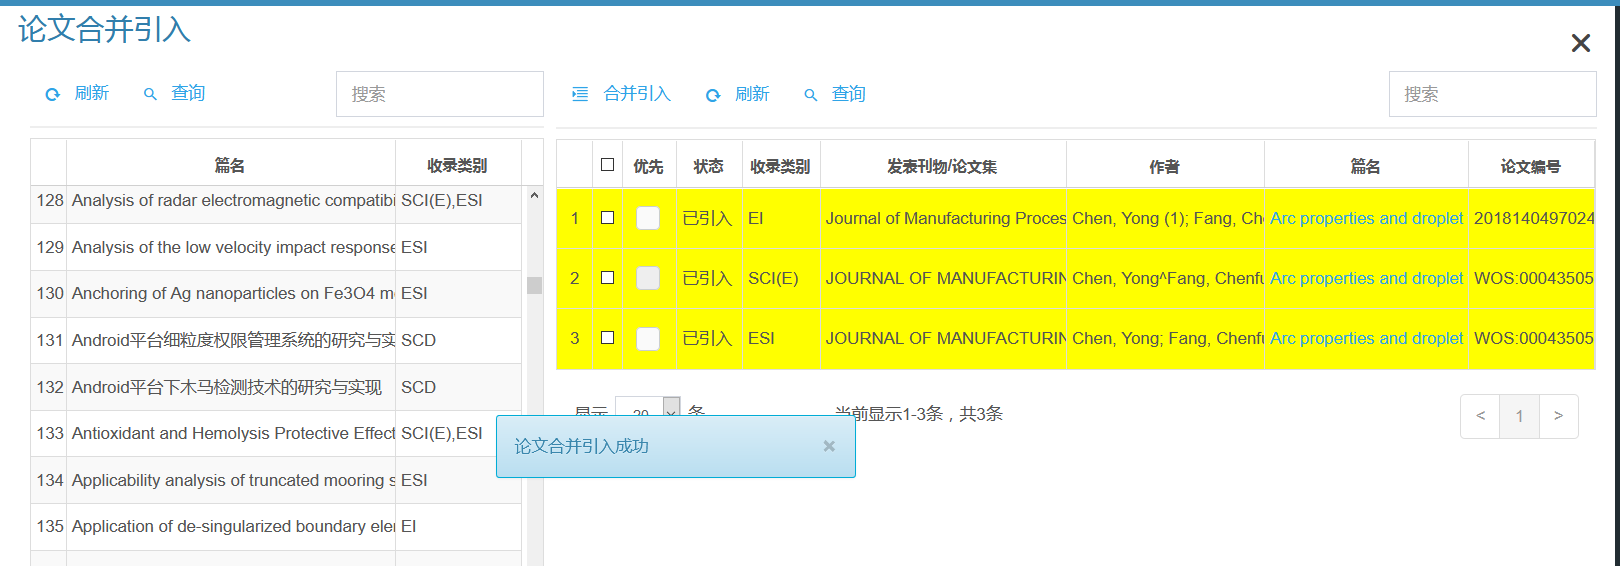 论文合并引入
刷新 查询 搜索
合并引入 刷新 查询 搜索
篇名 收录类别
128 Analysis of radar electromagnetic compatibi SCI(E),ESI
129 Analysis of the low velocity impact response ESI
130 Anchoring of Ag nanoparticles on Fe3O4 m ESI
131 Android平台细粒度权限管理系统的研究与实 SCD
132 Android平台下木马检测技术的研究与实现 SCD
133 Antioxidant and Hemolysis Protective Effect SCI(E),ESI
134 Applicability analysis of truncated mooring s ESI
135 Application of de-singularized boundary ele EI
优先 状态 收录类别 发表刊物/论文集 作者 篇名 论文编号
1 已引入 EI Journal of Manufacturing Proces Chen, Yong (1); Fang, Ch Arc properties and droplet 2018140497024
2 已引入 SCI(E) JOURNAL OF MANUFACTURIN Chen, Yong^Fang, Chenfu Arc properties and droplet WOS:00043505
3 已引入 ESI JOURNAL OF MANUFACTURIN Chen, Yong; Fang, Chenfu Arc properties and droplet WOS:00043505
显示 20 条 当前显示1-3条，共3条 < 1 >
论文合并引入成功 ×